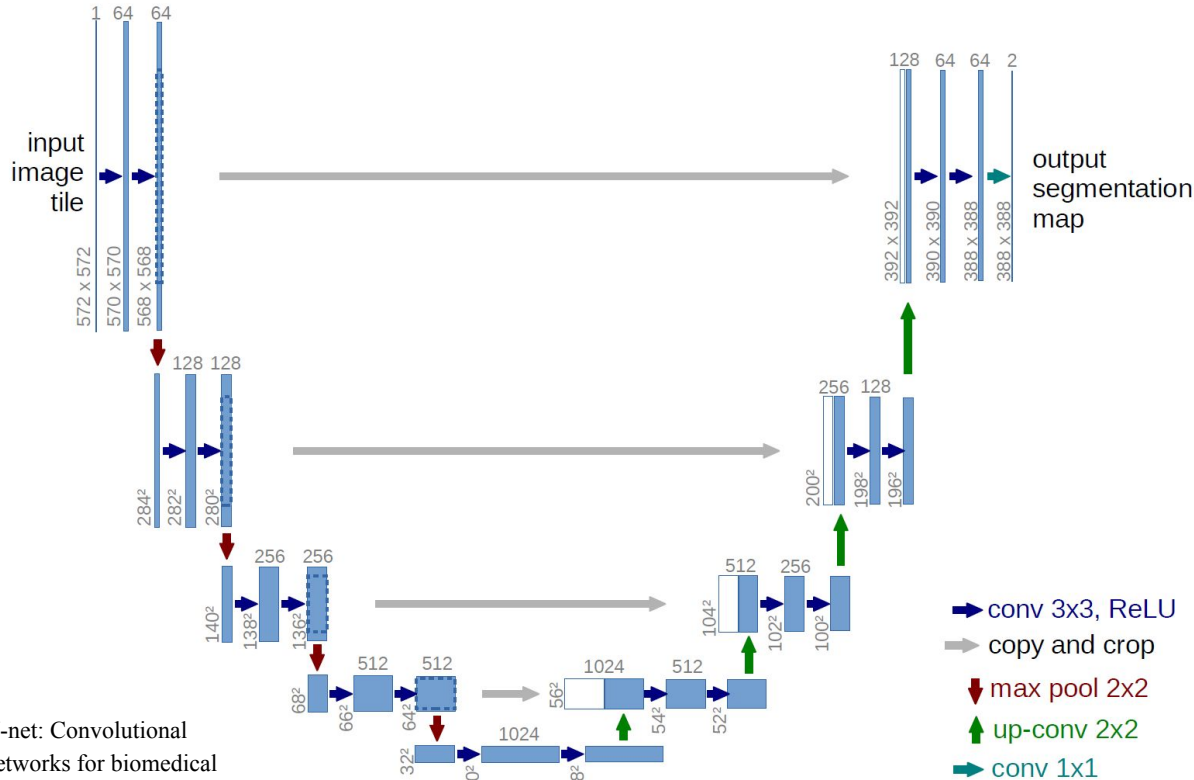 1 64 64
128 64 64 2
input
image
tile
output
segmentation
map
572 x 572
570 x 570
568 x 568
392 x 392
390 x 390
388 x 388
388 x 388
128 128
256 128
284²
282²
280²
200²
198²
196²
256 256
512 256
140²
138²
136²
104²
102²
100²
512 512
1024 512
68²
66²
64²
56²
54²
52²
1024
32²
conv 3x3, ReLU
copy and crop
max pool 2x2
up-conv 2x2
conv 1x1
-net: Convolutional
etworks for biomedical